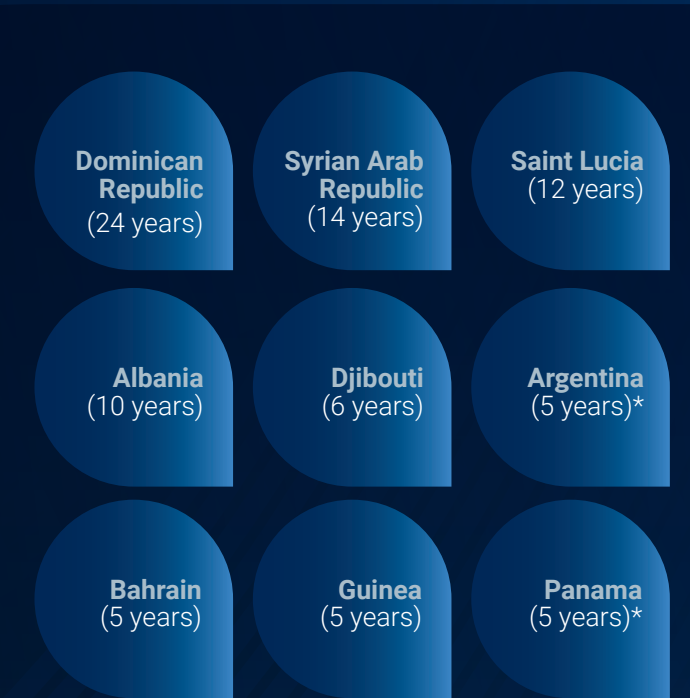 Dominican
Republic
(24 years)
Syrian Arab
Republic
(14 years)
Saint Lucia
(12 years)
Albania
(10 years)
Djibouti
(6 years)
Argentina
(5 years)*
Bahrain
(5 years)
Guinea
(5 years)
Panama
(5 years)*